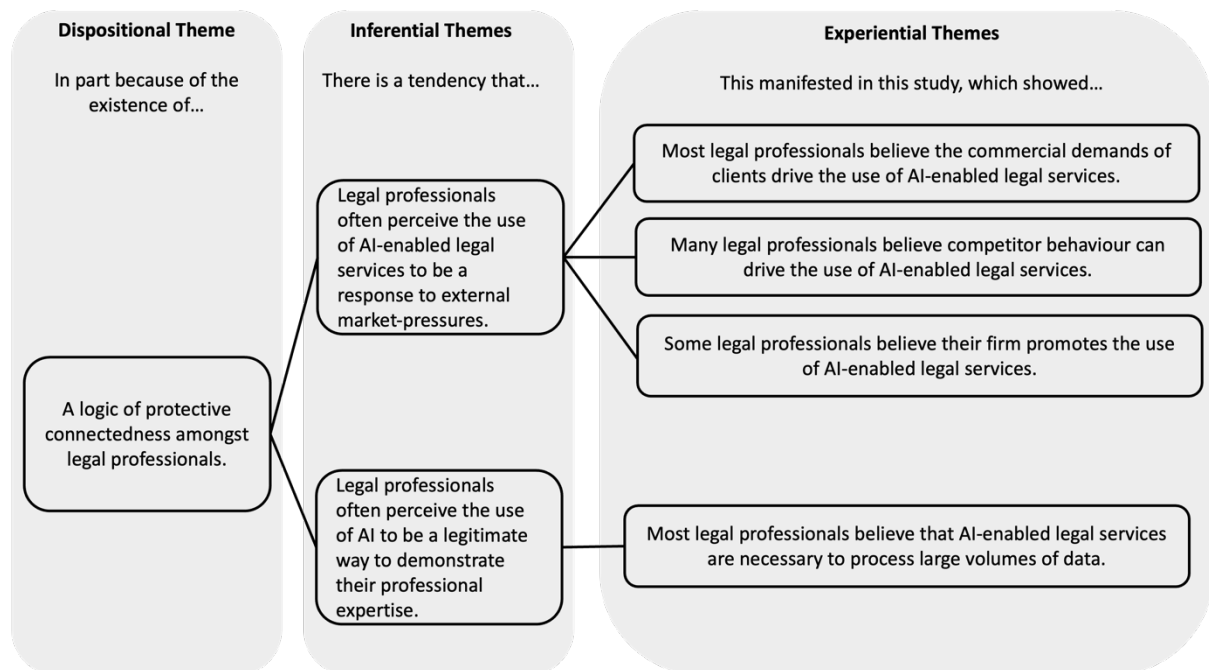 Dispositional Theme
In part because of the
existence of…
A logic of protective
connectedness amongst
legal professionals.
Inferential Themes
There is a tendency that…
Legal professionals
often perceive the use
of AI-enabled legal
services to be a
response to external
market-pressures.
Legal professionals
often perceive the use
of AI to be a legitimate
way to demonstrate
their professional
expertise.
Experiential Themes
This manifested in this study, which showed…
Most legal professionals believe the commercial demands of
clients drive the use of AI-enabled legal services.
Many legal professionals believe competitor behaviour can
drive the use of AI-enabled legal services.
Some legal professionals believe their firm promotes the use
of AI-enabled legal services.
Most legal professionals believe that AI-enabled legal services
are necessary to process large volumes of data.